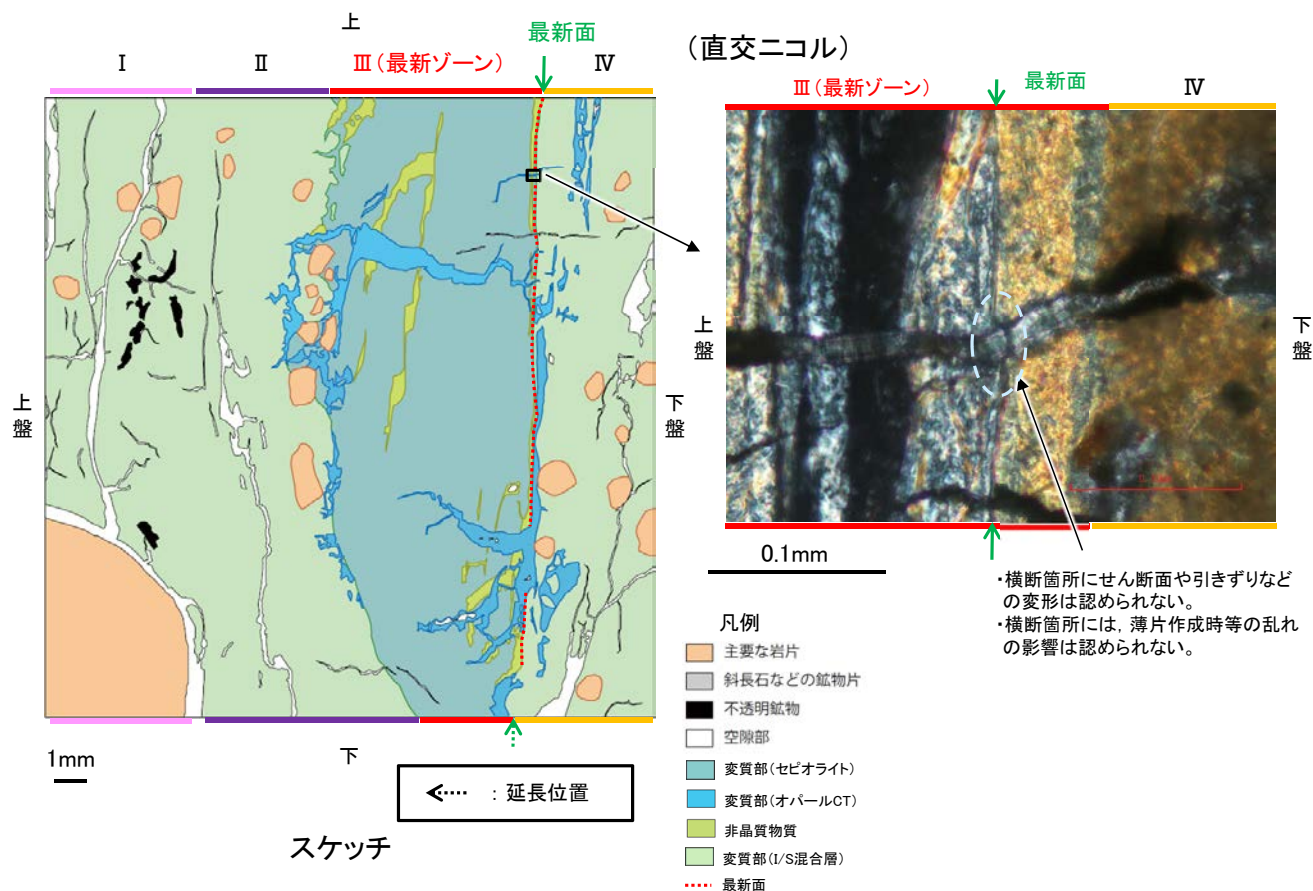 上
最新面
Ⅰ
Ⅱ
Ⅲ(最新ゾーン)
Ⅳ
上
盤
下
盤
1mm
下
:延長位置
スケッチ
(直交ニコル)
Ⅲ(最新ゾーン)
最新面
Ⅳ
上
盤
下
盤
0.1mm
・横断箇所にせん断面や引きずりなど
の変形は認められない。
・横断箇所には,薄片作成時等の乱れ
の影響は認められない。
凡例
主要な岩片
斜長石などの鉱物片
不透明鉱物
空隙部
変質部(セピオライト)
変質部(オパールCT)
非晶質物質
変質部(I/S混合層)
最新面